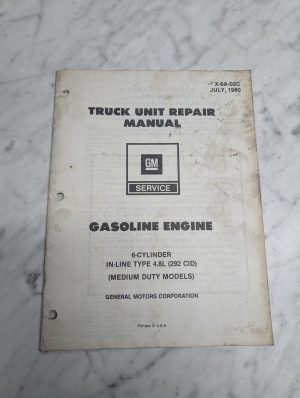 X-6A-02C
JULY, 1980
TRUCK UNIT REPAIR
MANUAL
GM
SERVICE
GASOLINE ENGINE
6-CYLINDER
IN-LINE TYPE 4.8L (292 CID)
(MEDIUM DUTY MODELS)
GENERAL MOTORS CORPORATION
Printed in U.S.A.